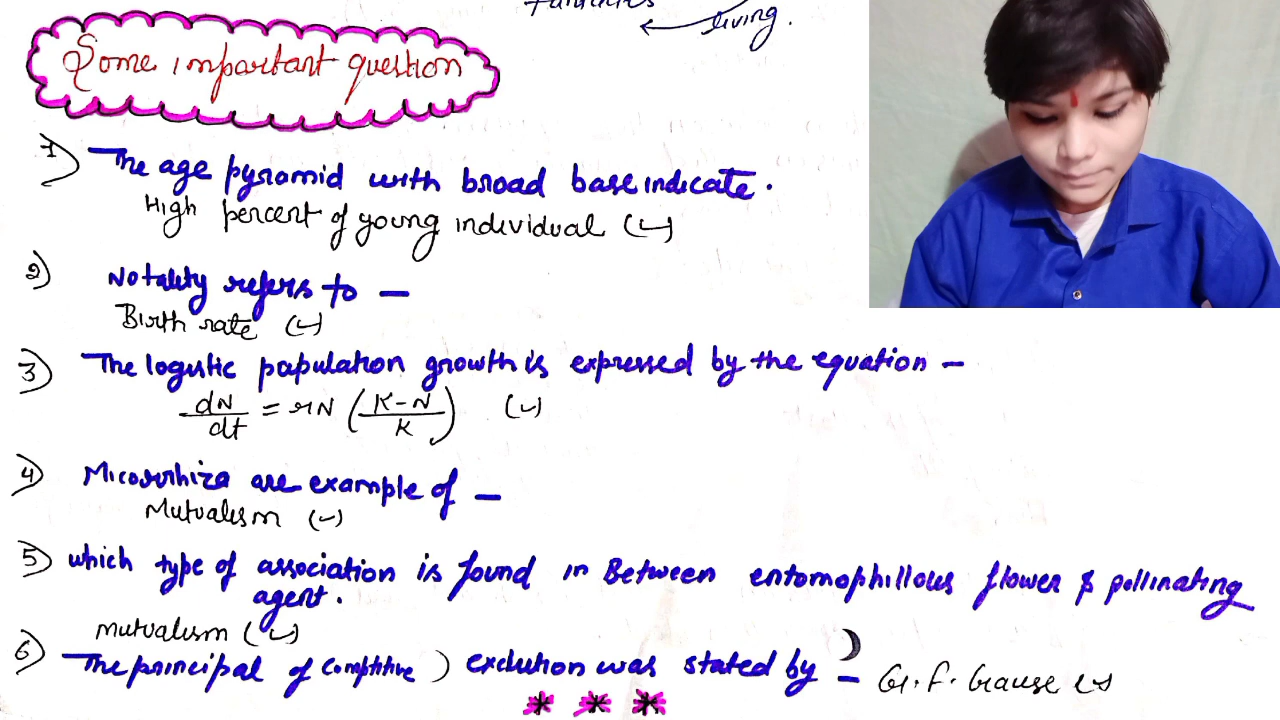 living.
Some important question
1) The age pyramid with broad base indicate.
High percent of young individual (✓)
2) Notality refers to —
Birth rate (✓)
3) The logistic papulation growth is expressed by the equation —
dN/dt = rN (K-N/K) (✓)
4) Micorrhiza are example of —
Mutualism (✓)
5) which type of association is found in Between entomophillous flower & pollinating
agent.
mutualism (✓)
6) The principal of comptitive ) exclution was stated by — G.F. Gause